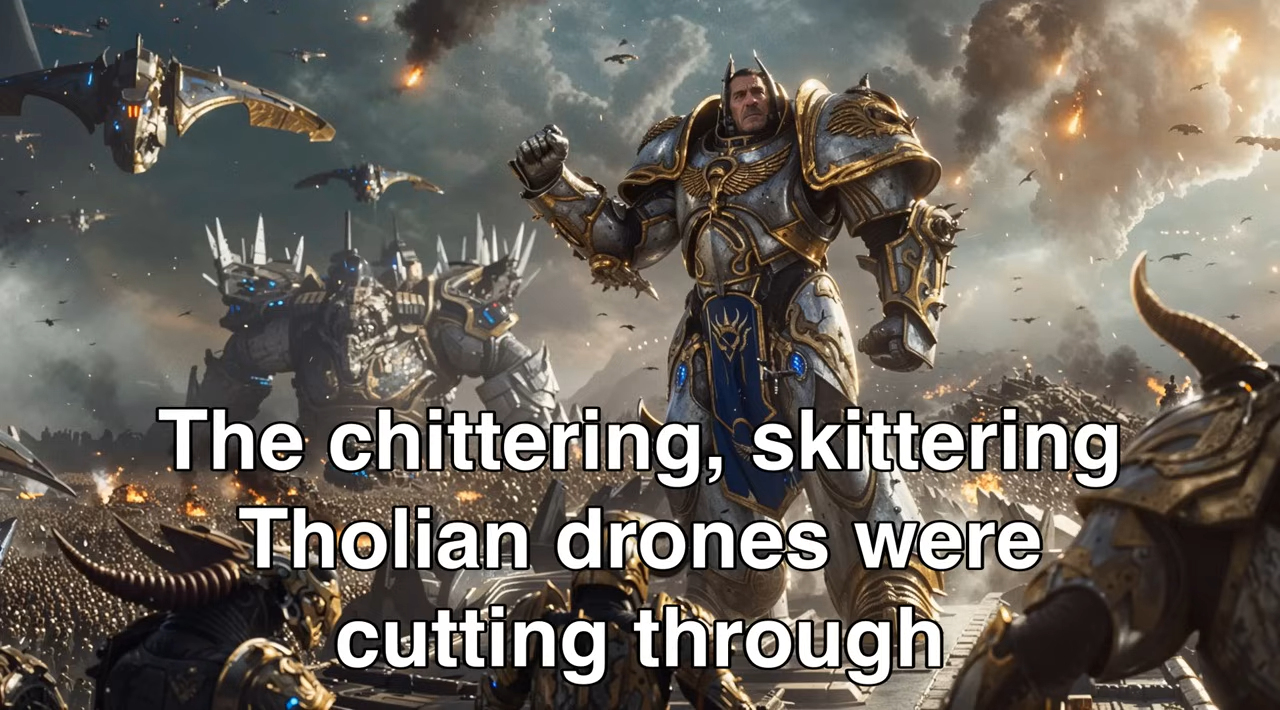 The chittering, skittering
Tholian drones were
cutting through